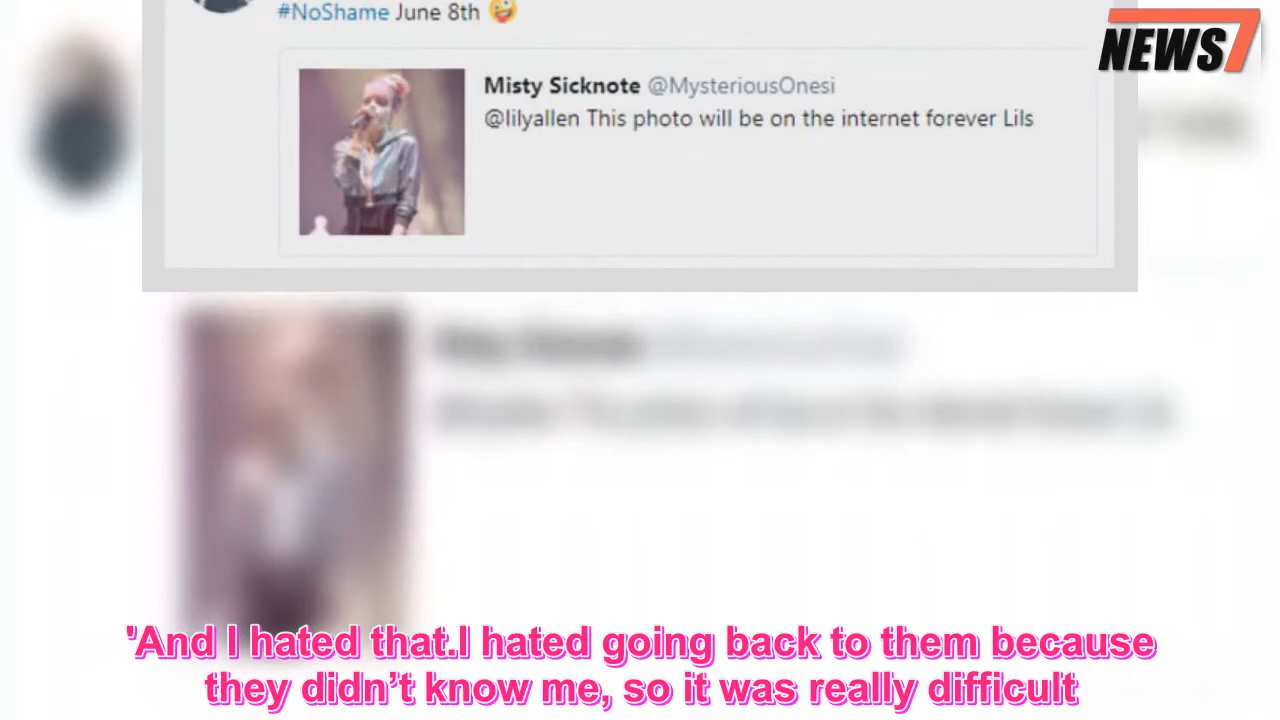 #NoShame June 8th 🤪
NEWS7
Misty Sicknote @MysteriousOnesi
@lilyallen This photo will be on the internet forever Lils
'And I hated that.I hated going back to them because
they didn’t know me, so it was really difficult